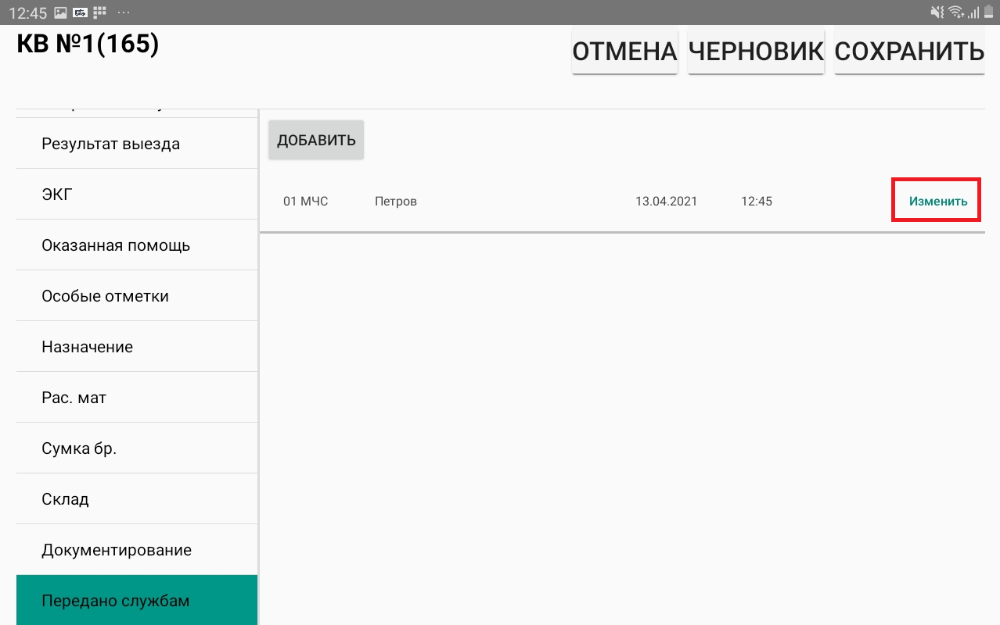 12:45
КВ №1(165)
ОТМЕНА ЧЕРНОВИК СОХРАНИТЬ
Результат выезда
ЭКГ
Оказанная помощь
Особые отметки
Назначение
Рас. мат
Сумка бр.
Склад
Документирование
Передано службам
ДОБАВИТЬ
01 МЧС Петров 13.04.2021 12:45 Изменить